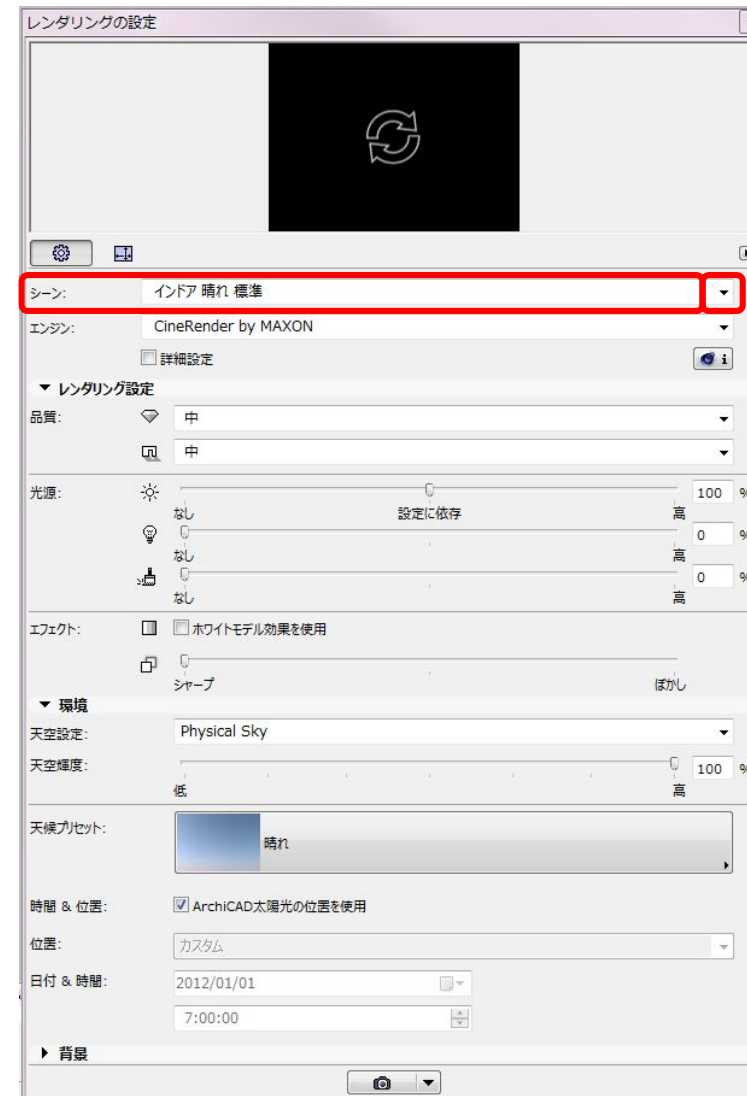 レンダリングの設定
シーン: インドア 晴れ 標準
エンジン: CineRender by MAXON
詳細設定 i
▼ レンダリング設定
品質: 中
中
光源: 100 %
なし 設定に依存 高
0 %
なし 高
0 %
なし 高
エフェクト: ホワイトモデル効果を使用
シャープ ぼかし
▼ 環境
天空設定: Physical Sky
天空輝度: 100 %
低 高
天候プリセット: 晴れ
時間 & 位置: ArchiCAD太陽光の位置を使用
位置: カスタム
日付 & 時間: 2012/01/01
7:00:00
▶ 背景